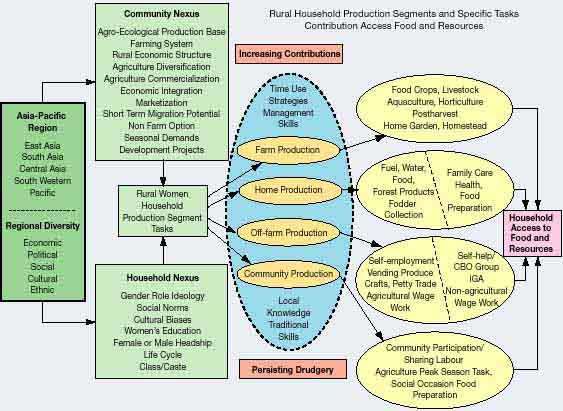 Rural Household Production Segments and Specific Tasks
Contribution Access Food and Resources
Asia-Pacific
Region
East Asia
South Asia
Central Asia
South Western
Pacific
Regional Diversity
Economic
Political
Social
Cultural
Ethnic
Community Nexus
Agro-Ecological Production Base
Farming System
Rural Economic Structure
Agriculture Diversification
Agriculture Commercialization
Economic Integration
Marketization
Short Term Migration Potential
Non Farm Option
Seasonal Demands
Development Projects
Rural Women
Household
Production Segment
Tasks
Household Nexus
Gender Role Ideology
Social Norms
Cultural Biases
Women's Education
Female or Male Headship
Life Cycle
Class/Caste
Increasing Contributions
Time Use
Strategies
Management
Skills
Farm Production
Home Production
Off-farm Production
Community Production
Local
Knowledge
Traditional
Skills
Persisting Drudgery
Food Crops, Livestock
Aquaculture, Horticulture
Postharvest
Home Garden, Homestead
Fuel, Water,
Food,
Forest Products
Fodder
Collection
Family Care
Health,
Food
Preparation
Self-employment
Vending Produce
Crafts, Petty Trade
Agricultural Wage
Work
Self-help/
CBO Group
IGA
Non-agricultural
Wage Work
Community Participation/
Sharing Labour
Agriculture Peak Season Task,
Social Occasion Food
Preparation
Household
Access to
Food and
Resources